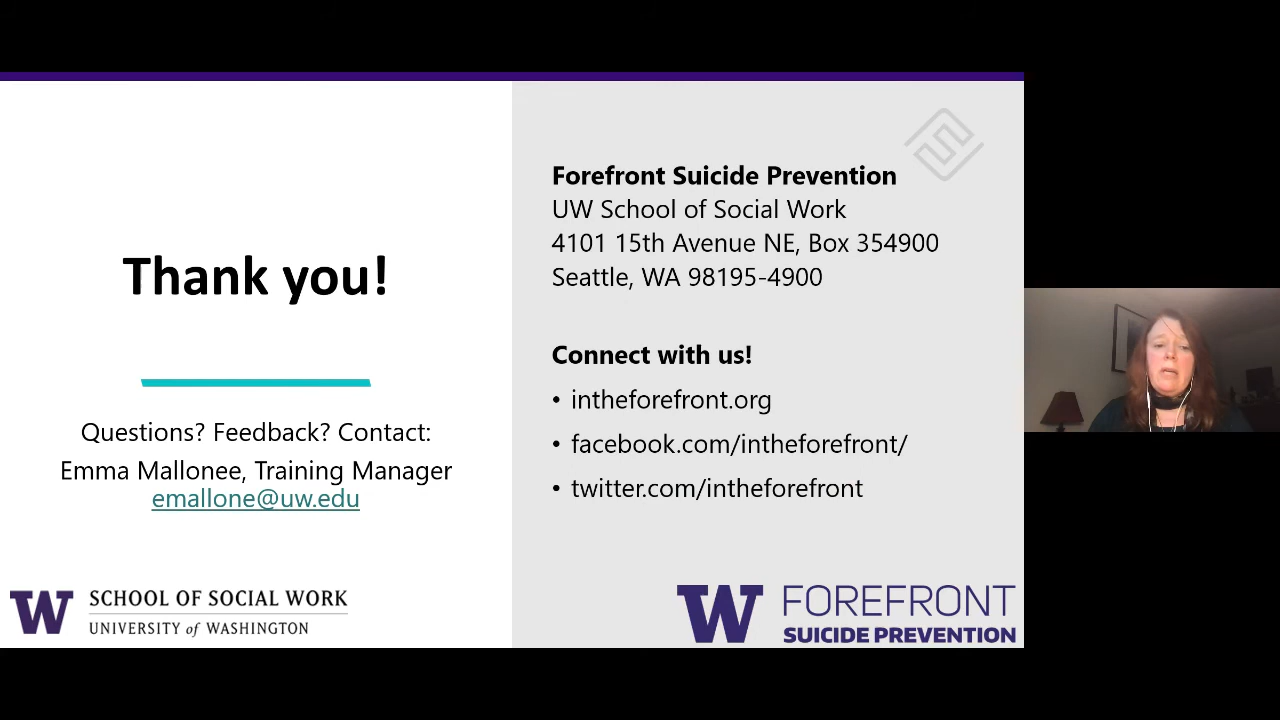 Thank you!
Questions? Feedback? Contact:
Emma Mallonee, Training Manager
emallone@uw.edu
W SCHOOL OF SOCIAL WORK
UNIVERSITY of WASHINGTON
Forefront Suicide Prevention
UW School of Social Work
4101 15th Avenue NE, Box 354900
Seattle, WA 98195-4900
Connect with us!
• intheforefront.org
• facebook.com/intheforefront/
• twitter.com/intheforefront
W FOREFRONT
SUICIDE PREVENTION